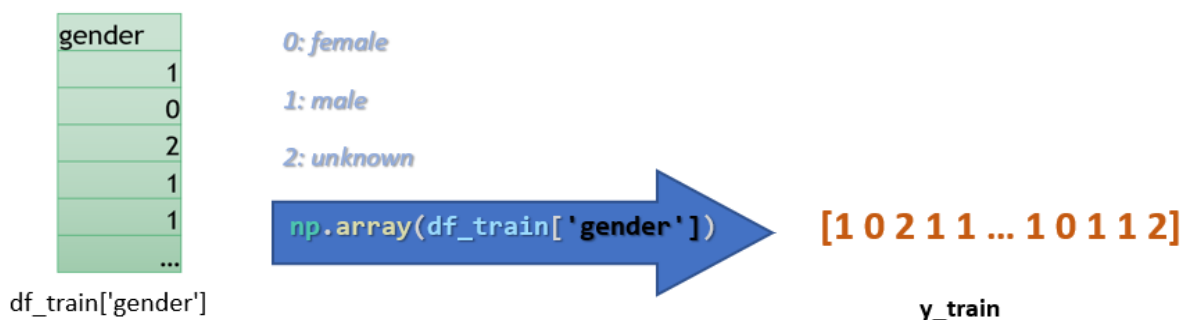 gender
1
0
2
1
1
...
df_train['gender']
0: female
1: male
2: unknown
np.array(df_train['gender'])
[1 0 2 1 1 ... 1 0 1 1 2]
y_train